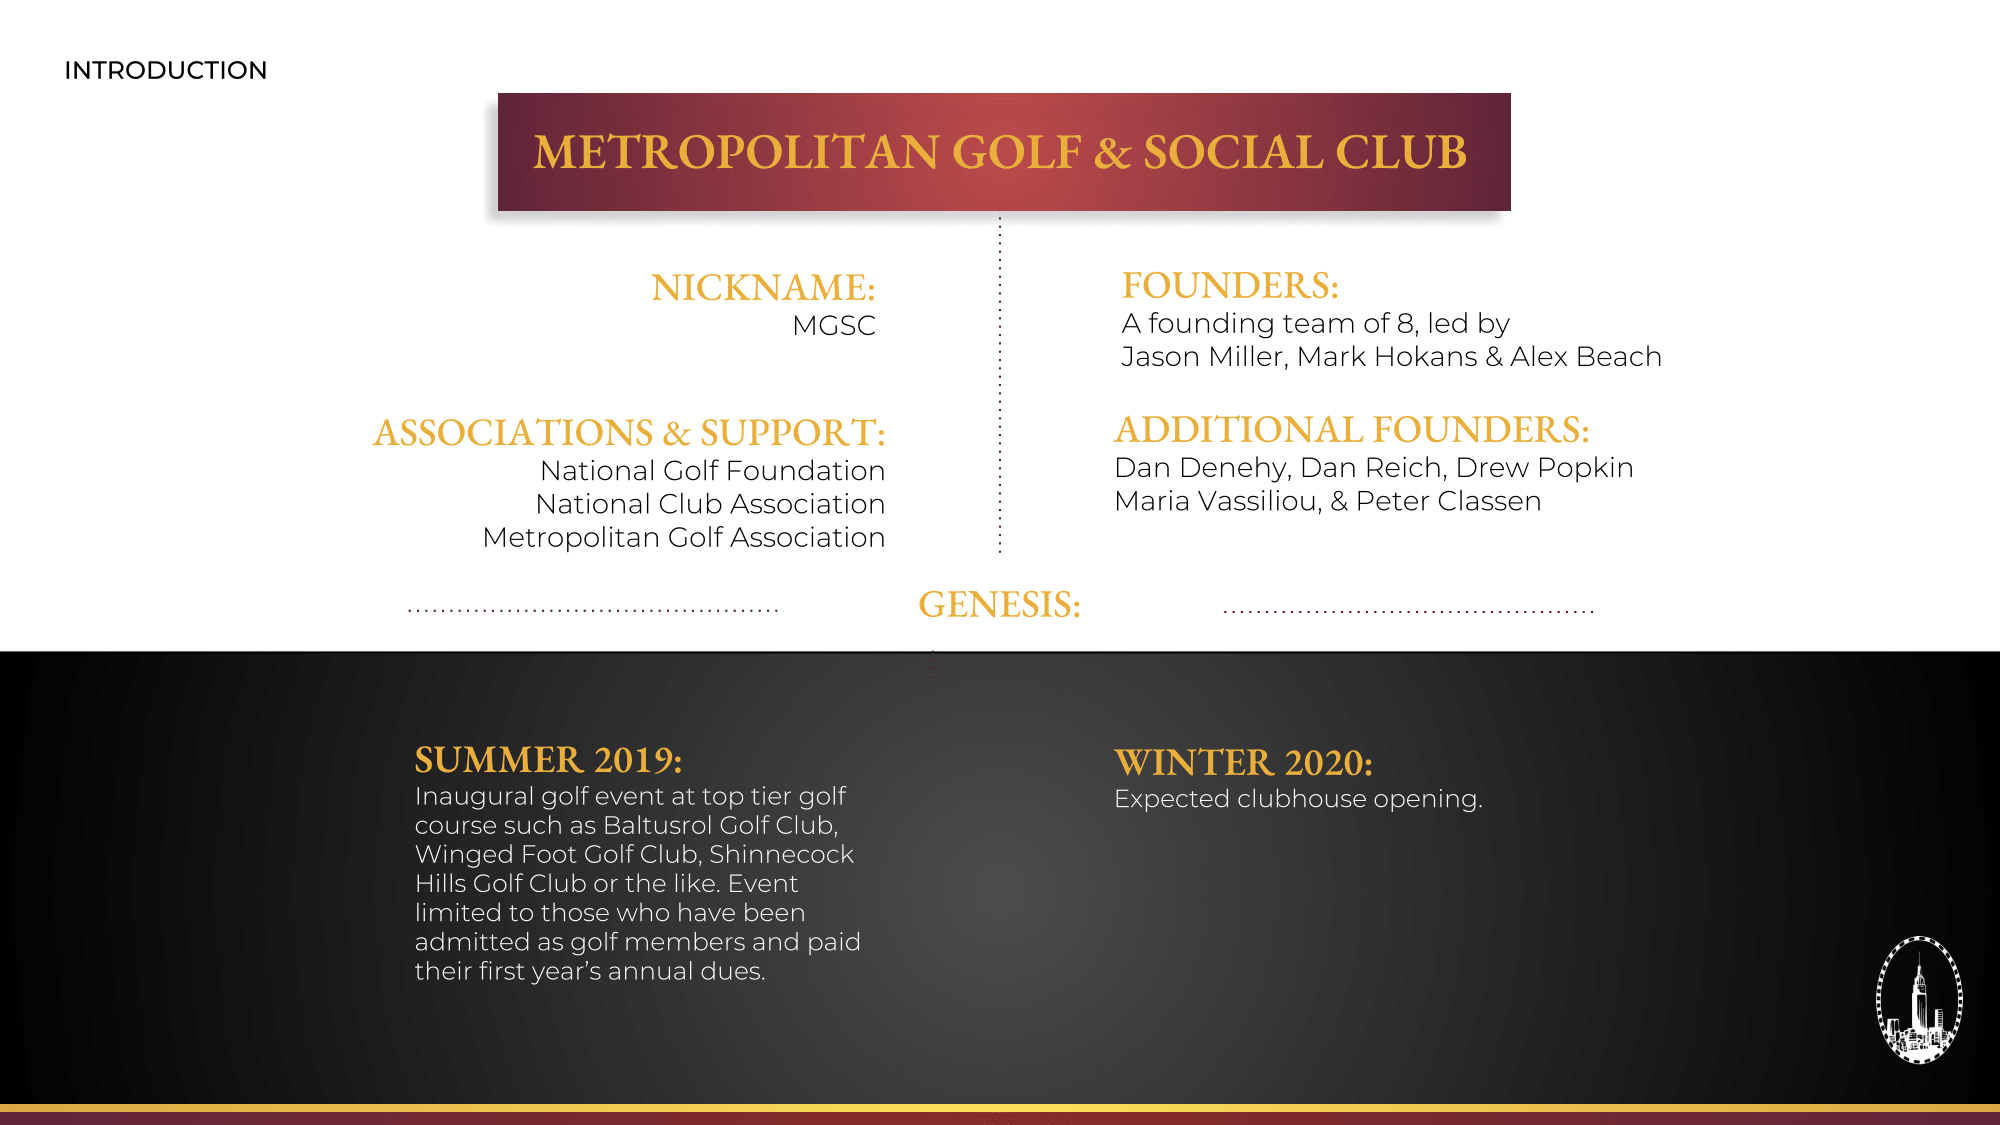 INTRODUCTION
METROPOLITAN GOLF & SOCIAL CLUB
NICKNAME:
MGSC
FOUNDERS:
A founding team of 8, led by
Jason Miller, Mark Hokans & Alex Beach
ASSOCIATIONS & SUPPORT:
National Golf Foundation
National Club Association
Metropolitan Golf Association
ADDITIONAL FOUNDERS:
Dan Denehy, Dan Reich, Drew Popkin
Maria Vassiliou, & Peter Classen
GENESIS:
SUMMER 2019:
Inaugural golf event at top tier golf
course such as Baltusrol Golf Club,
Winged Foot Golf Club, Shinnecock
Hills Golf Club or the like. Event
limited to those who have been
admitted as golf members and paid
their first year’s annual dues.
WINTER 2020:
Expected clubhouse opening.